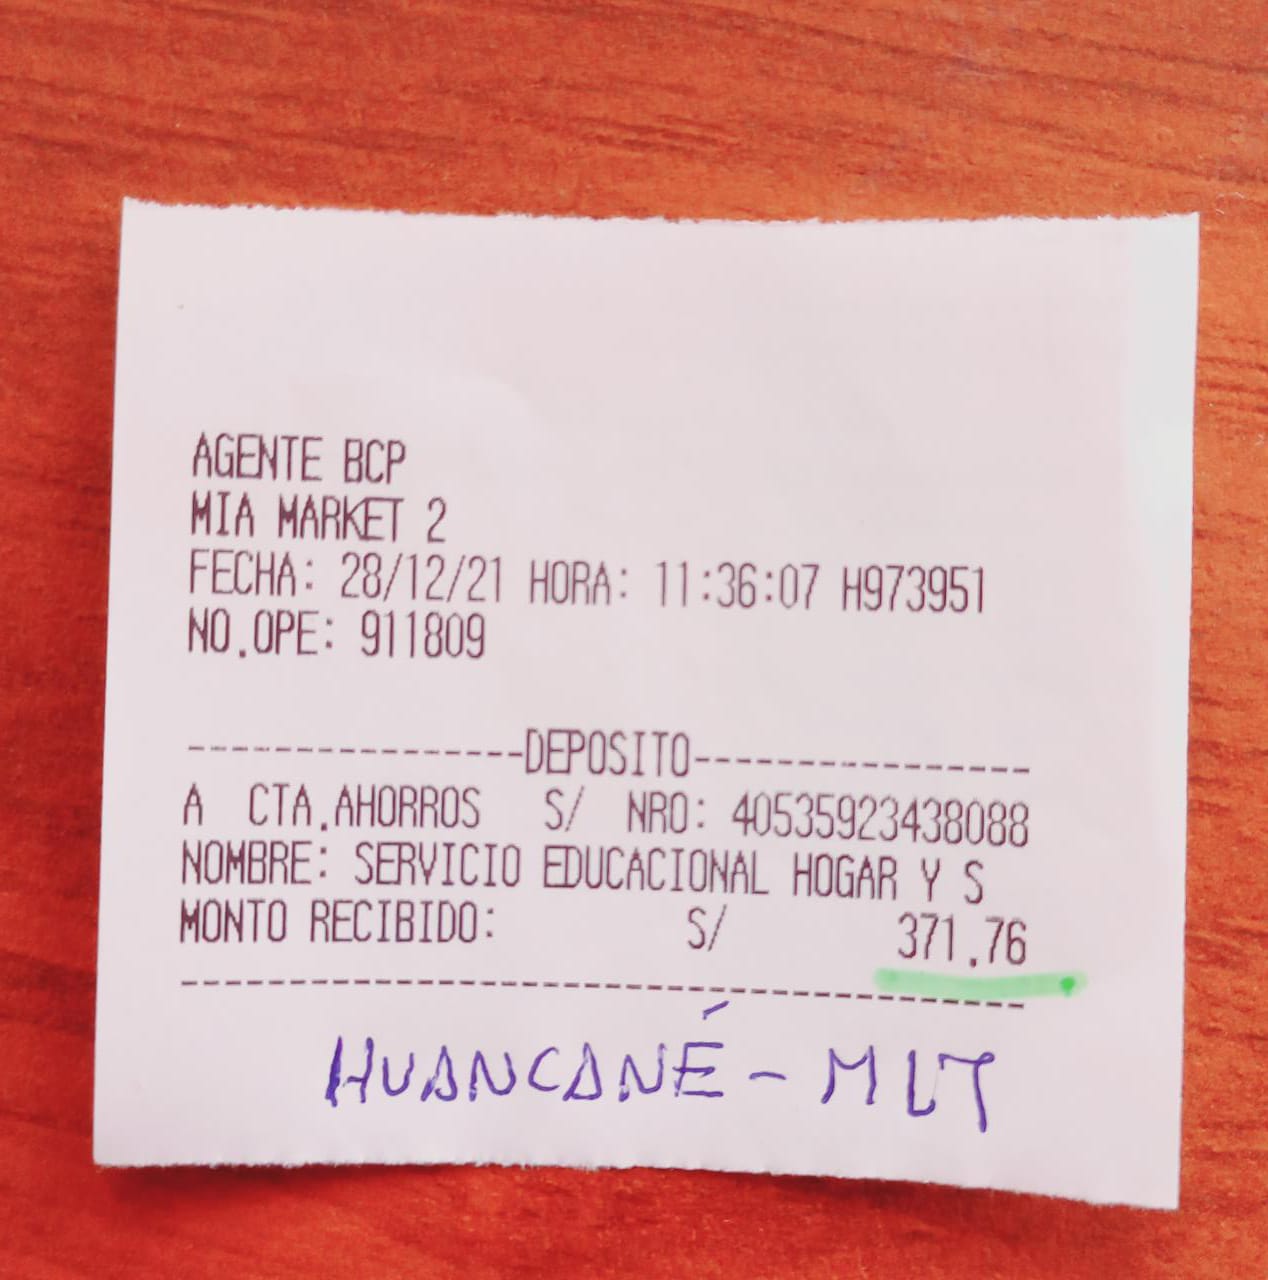 AGENTE BCP
MIA MARKET 2
FECHA: 28/12/21 HORA: 11:36:07 H973951
NO.OPE: 911809
----------------DEPOSITO----------------
A CTA.AHORROS S/ NRO: 40535923438088
NOMBRE: SERVICIO EDUCACIONAL HOGAR Y S
MONTO RECIBIDO: S/ 371.76
HUANCANÉ - MLT